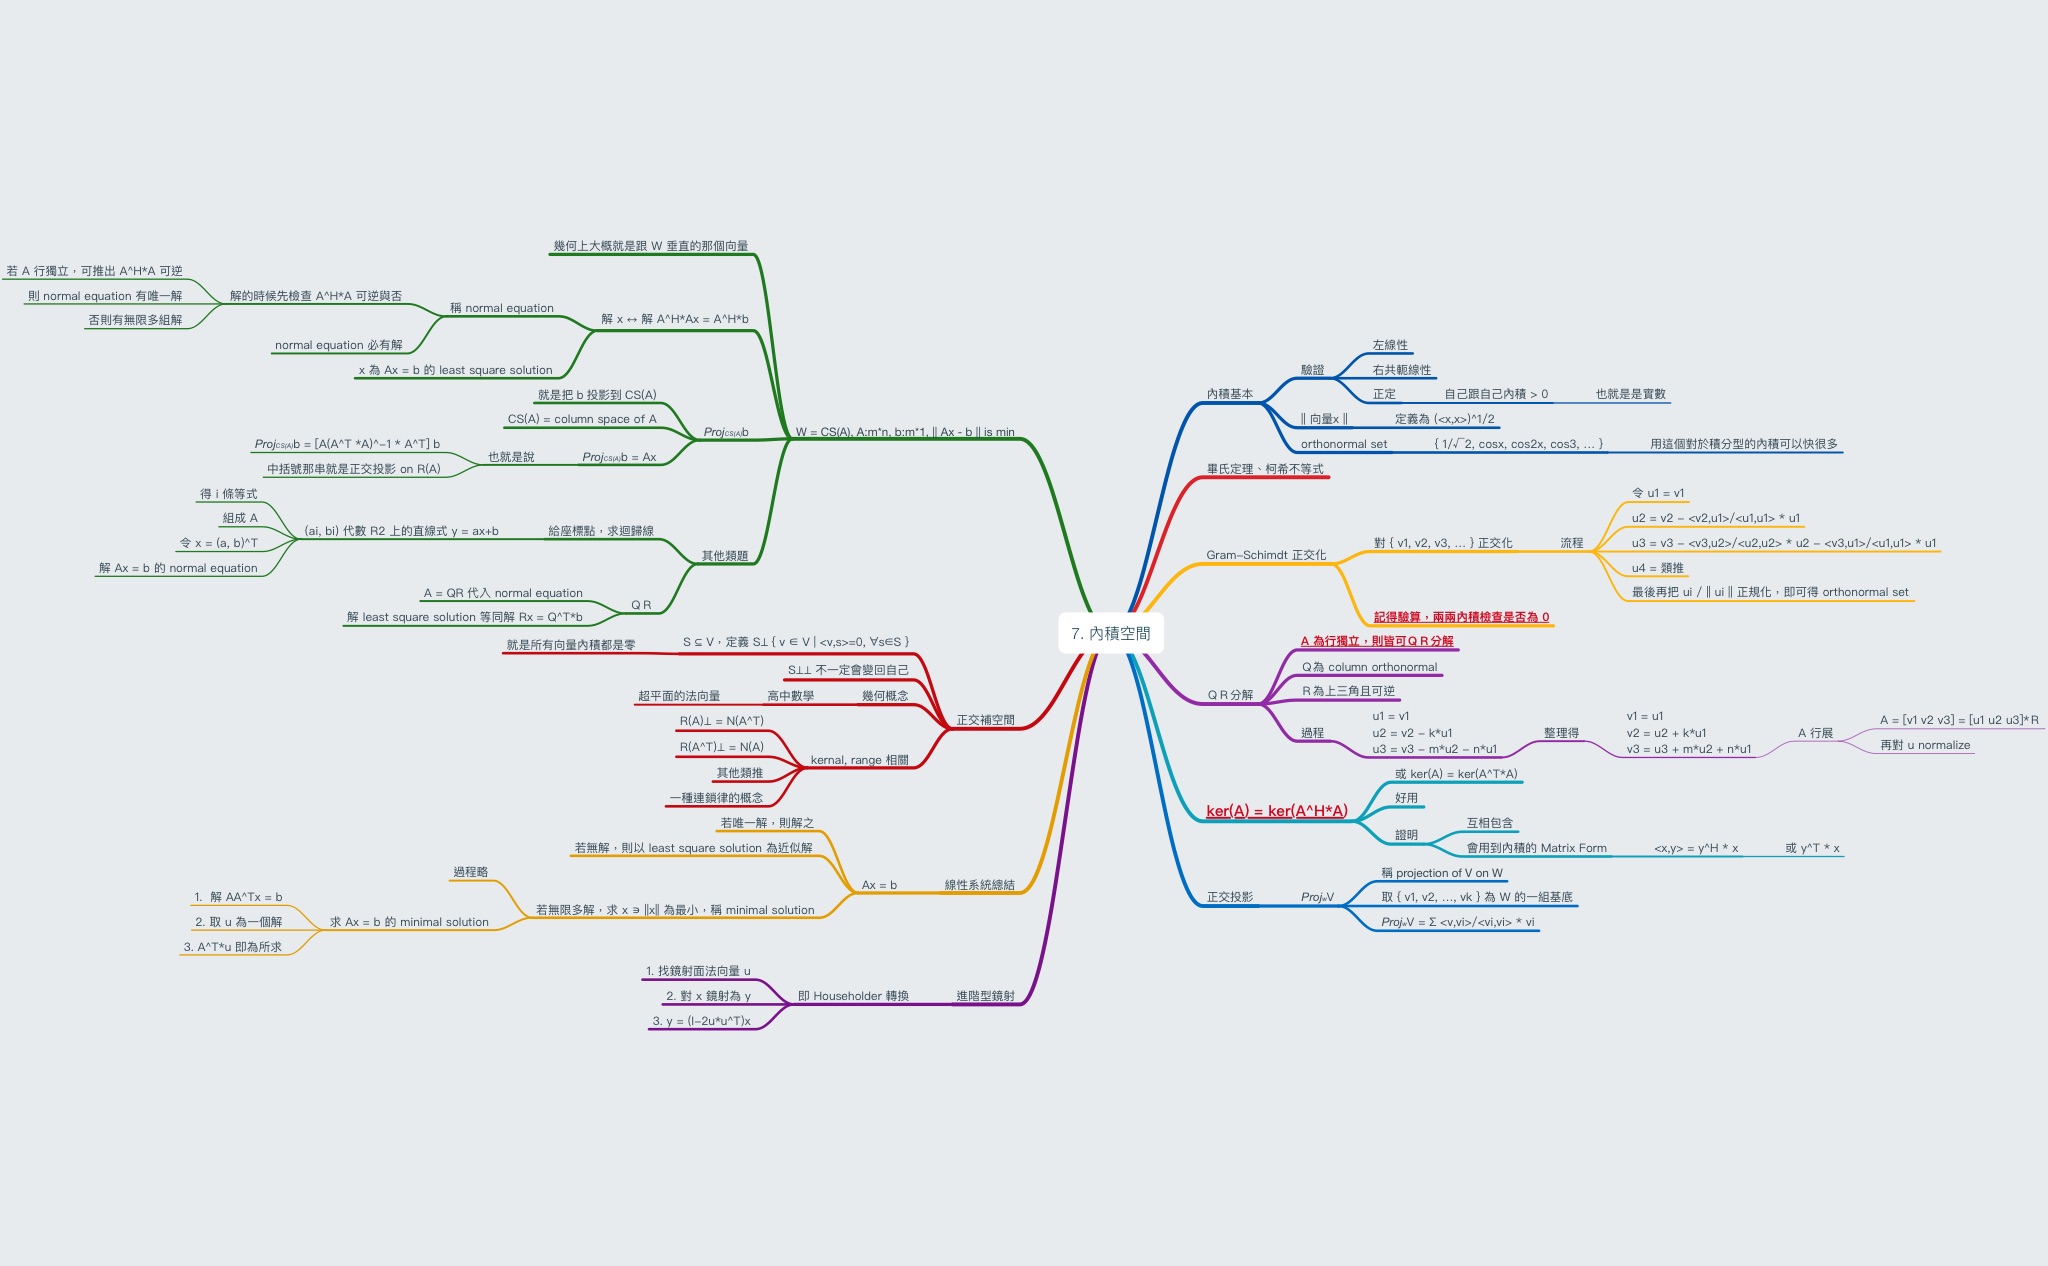 7. 內積空間
內積基本
驗證
左線性
右共軛線性
正定
自己跟自己內積 > 0
也就是是實數
‖ 向量x ‖
定義為 (<x,x>)^1/2
orthonormal set
{ 1/√2, cosx, cos2x, cos3, … }
用這個對於積分型的內積可以快很多
畢氏定理、柯希不等式
Gram-Schimdt 正交化
對 { v1, v2, v3, … } 正交化
流程
令 u1 = v1
u2 = v2 - <v2,u1>/<u1,u1> * u1
u3 = v3 - <v3,u2>/<u2,u2> * u2 - <v3,u1>/<u1,u1> * u1
u4 = 類推
最後再把 ui / ‖ ui ‖ 正規化，即可得 orthonormal set
記得驗算，兩兩內積檢查是否為 0
ＱＲ分解
A 為行獨立，則皆可ＱＲ分解
Ｑ為 column orthonormal
Ｒ為上三角且可逆
過程
u1 = v1
u2 = v2 - k*u1
u3 = v3 - m*u2 - n*u1
整理得
v1 = u1
v2 = u2 + k*u1
v3 = u3 + m*u2 + n*u1
A 行展
A = [v1 v2 v3] = [u1 u2 u3]*Ｒ
再對 u normalize
ker(A) = ker(A^H*A)
或 ker(A) = ker(A^T*A)
好用
證明
互相包含
會用到內積的 Matrix Form
<x,y> = y^H * x
或 y^T * x
正交投影
ProjwV
稱 projection of V on W
取 { v1, v2, …, vk } 為 W 的一組基底
ProjwV = Σ <v,vi>/<vi,vi> * vi
W = CS(A), A:m*n, b:m*1, ‖ Ax - b ‖ is min
幾何上大概就是跟 W 垂直的那個向量
解 x ↔ 解 A^H*Ax = A^H*b
稱 normal equation
解的時候先檢查 A^H*A 可逆與否
若 A 行獨立，可推出 A^H*A 可逆
則 normal equation 有唯一解
否則有無限多組解
normal equation 必有解
x 為 Ax = b 的 least square solution
ProjCS(A)b
就是把 b 投影到 CS(A)
CS(A) = column space of A
ProjCS(A)b = Ax
也就是說
ProjCS(A)b = [A(A^T *A)^-1 * A^T] b
中括號那串就是正交投影 on R(A)
其他類題
給座標點，求迴歸線
(ai, bi) 代數 R2 上的直線式 y = ax+b
得 i 條等式
組成 A
令 x = (a, b)^T
解 Ax = b 的 normal equation
ＱＲ
A = QR 代入 normal equation
解 least square solution 等同解 Rx = Q^T*b
正交補空間
S ⊆ V，定義 S⊥ { v ∈ V | <v,s>=0, ∀s∈S }
就是所有向量內積都是零
S⊥⊥ 不一定會變回自己
幾何概念
高中數學
超平面的法向量
kernal, range 相關
R(A)⊥ = N(A^T)
R(A^T)⊥ = N(A)
其他類推
一種連鎖律的概念
線性系統總結
Ax = b
若唯一解，則解之
若無解，則以 least square solution 為近似解
若無限多解，求 x ∋ ‖x‖ 為最小，稱 minimal solution
過程略
求 Ax = b 的 minimal solution
1. 解 AA^Tx = b
2. 取 u 為一個解
3. A^T*u 即為所求
進階型鏡射
即 Householder 轉換
1. 找鏡射面法向量 u
2. 對 x 鏡射為 y
3. y = (I-2u*u^T)x